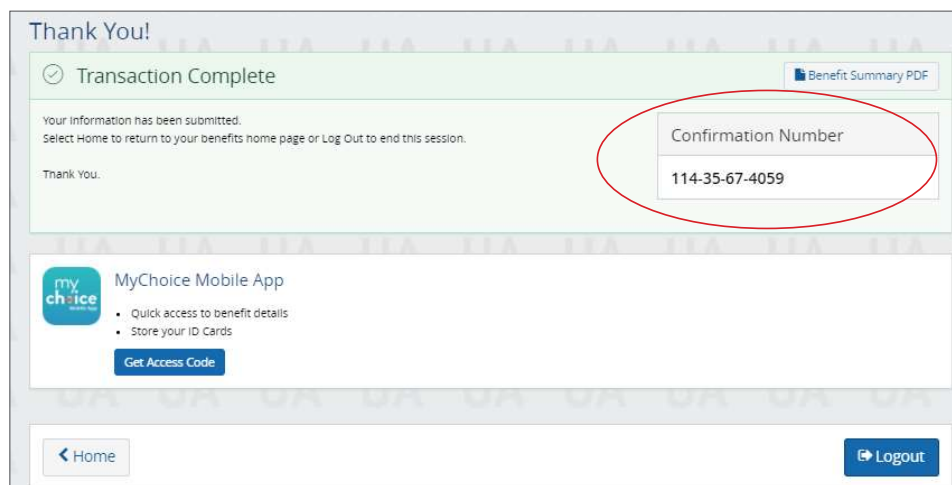 Thank You!
Transaction Complete
Benefit Summary PDF
Your information has been submitted.
Select Home to return to your benefits home page or Log Out to end this session.
Thank You.
Confirmation Number
114-35-67-4059
my
choice
Mobile App
MyChoice Mobile App
• Quick access to benefit details
• Store your ID Cards
Get Access Code
Home
Logout